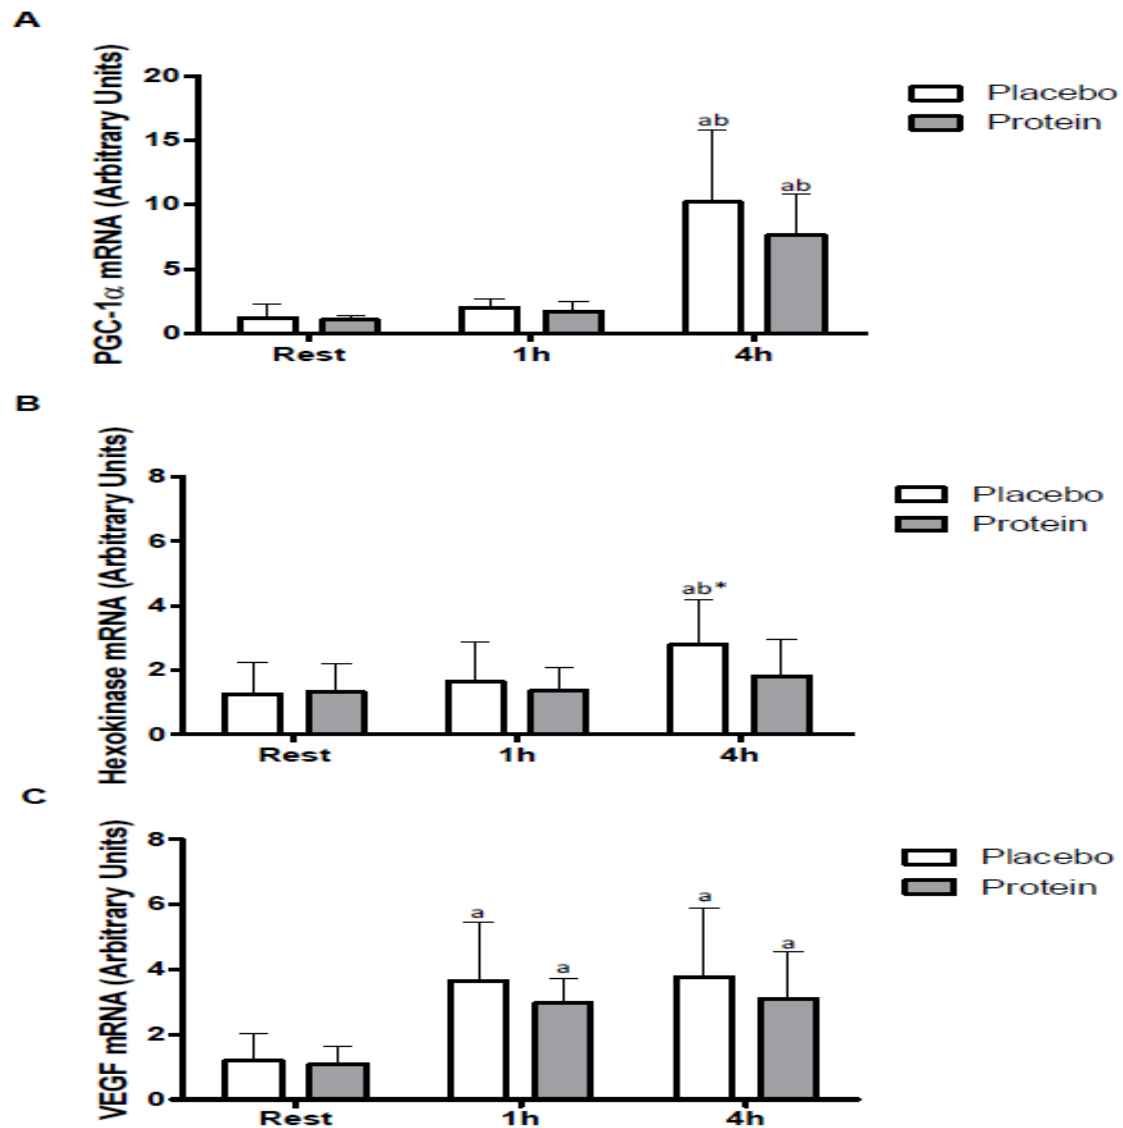 A
PGC-1α mRNA (Arbitrary Units)
20
15
10
5
0
ab
ab
Rest
1h
4h
Placebo
Protein
B
Hexokinase mRNA (Arbitrary Units)
8
6
4
2
0
ab*
Rest
1h
4h
Placebo
Protein
C
VEGF mRNA (Arbitrary Units)
8
6
4
2
0
a
a
a
a
Rest
1h
4h
Placebo
Protein